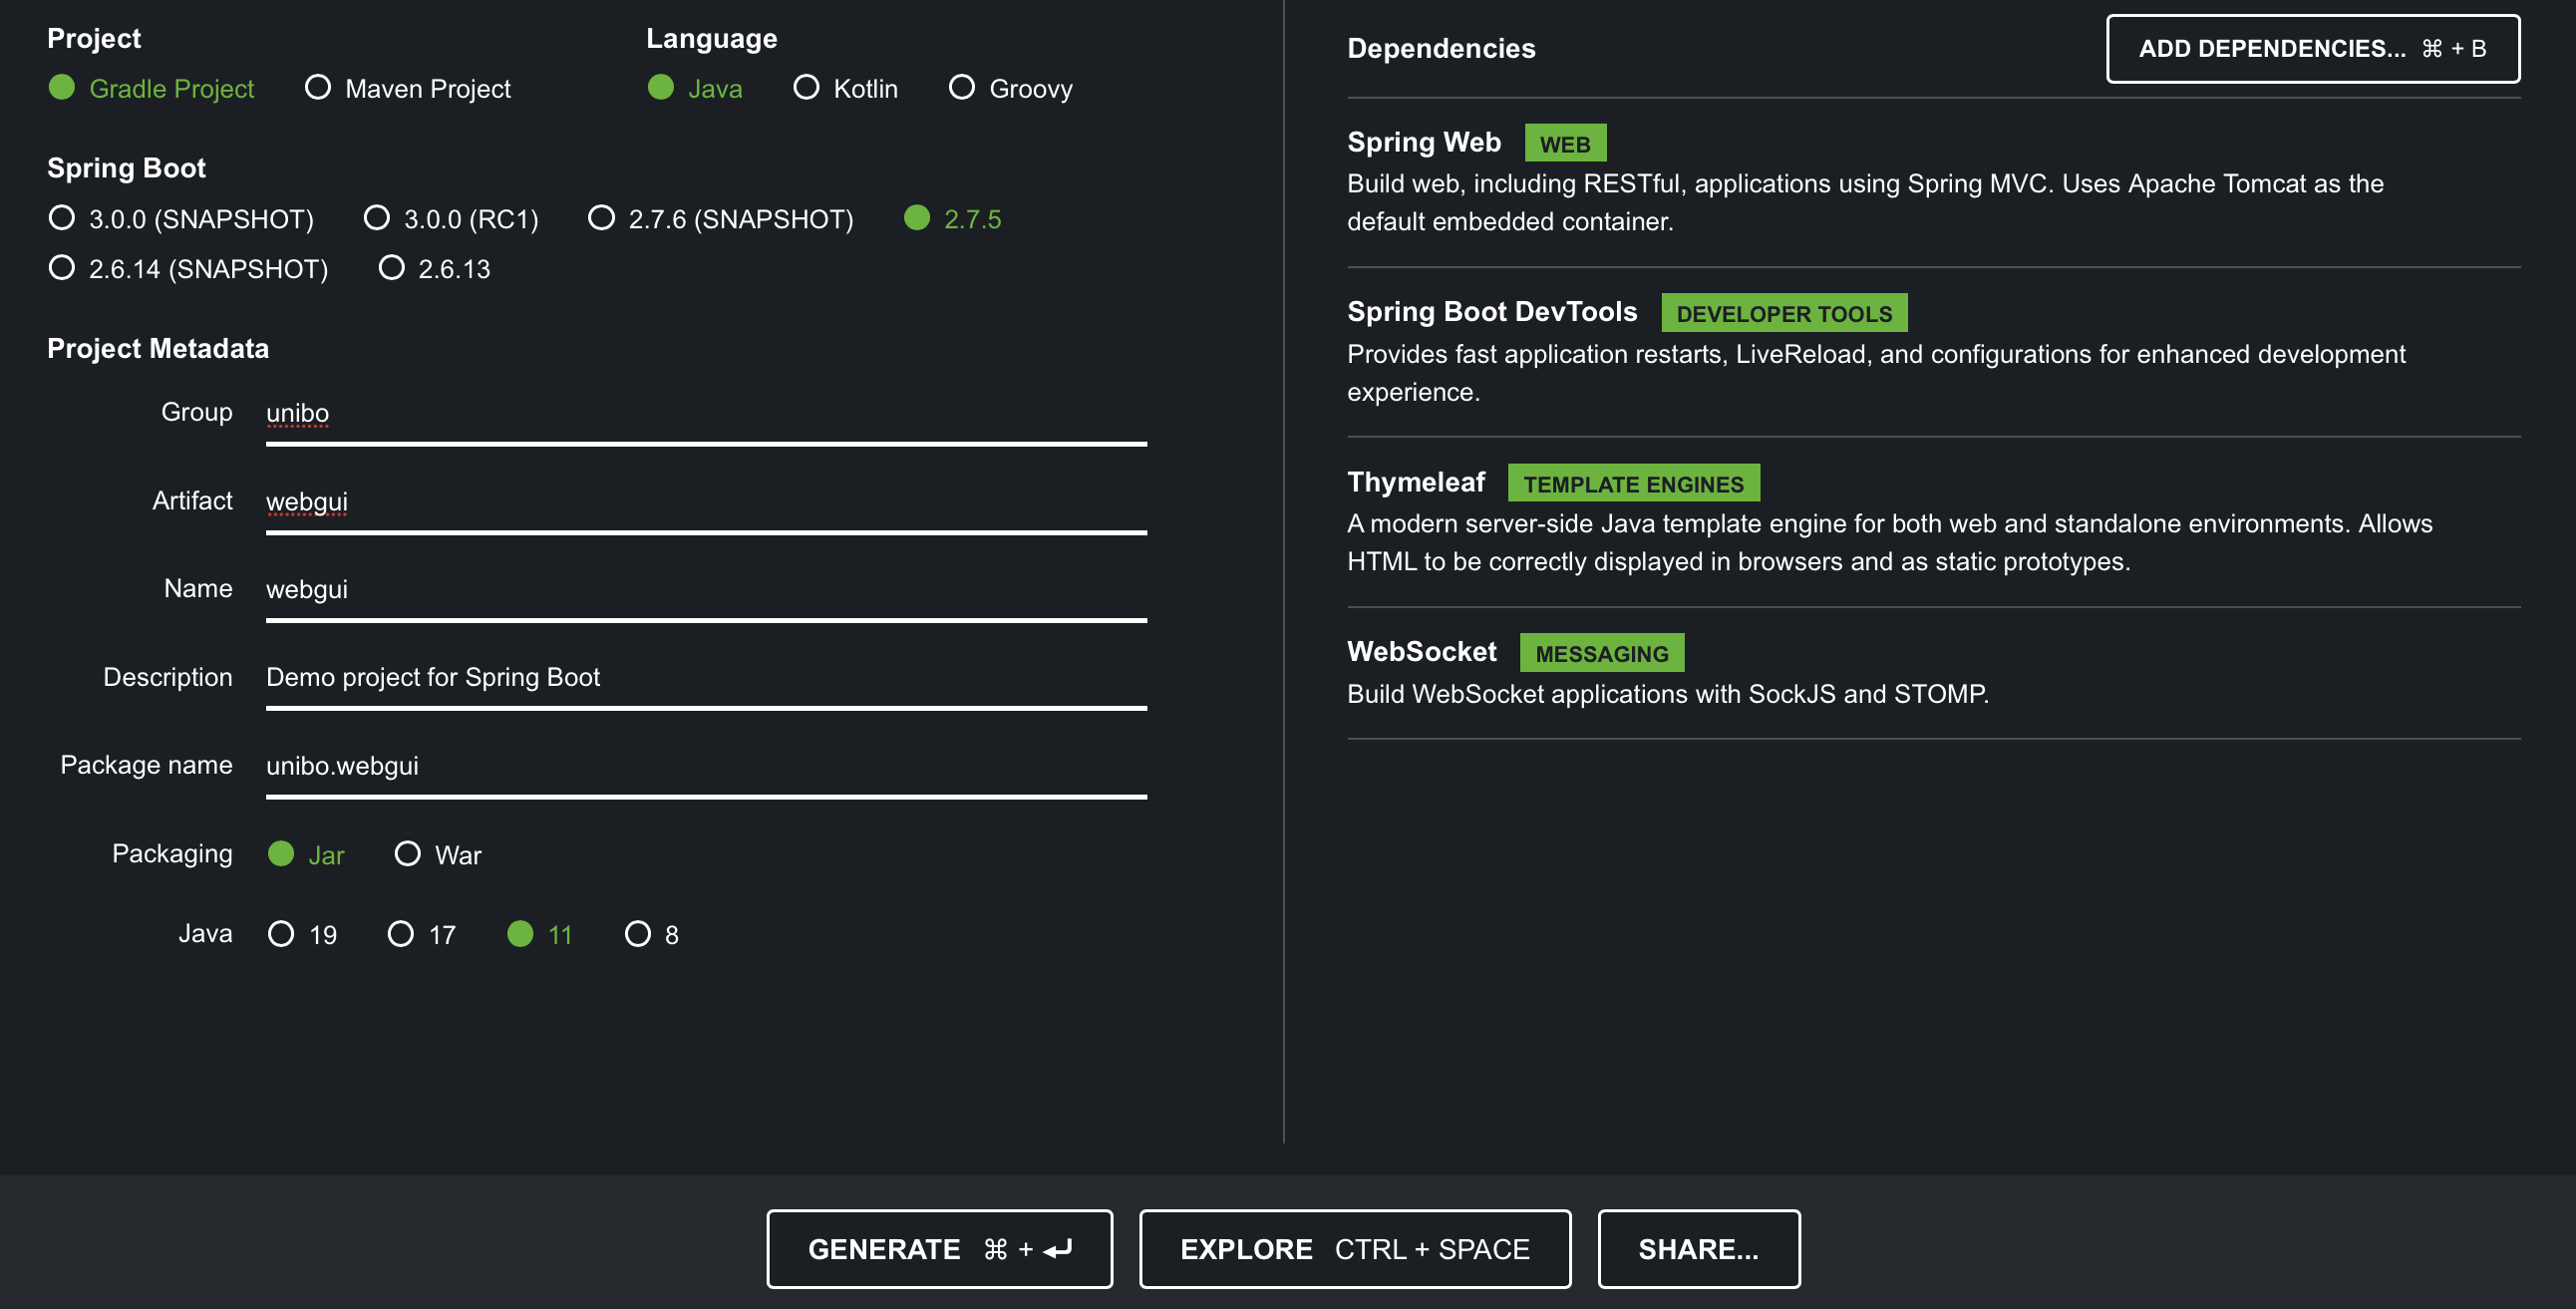 Project
Gradle Project Maven Project
Language
Java Kotlin Groovy
Spring Boot
3.0.0 (SNAPSHOT) 3.0.0 (RC1) 2.7.6 (SNAPSHOT) 2.7.5
2.6.14 (SNAPSHOT) 2.6.13
Project Metadata
Group unibo
Artifact webgui
Name webgui
Description Demo project for Spring Boot
Package name unibo.webgui
Packaging Jar War
Java 19 17 11 8
Dependencies
ADD DEPENDENCIES... ⌘ + B
Spring Web WEB
Build web, including RESTful, applications using Spring MVC. Uses Apache Tomcat as the
default embedded container.
Spring Boot DevTools DEVELOPER TOOLS
Provides fast application restarts, LiveReload, and configurations for enhanced development
experience.
Thymeleaf TEMPLATE ENGINES
A modern server-side Java template engine for both web and standalone environments. Allows
HTML to be correctly displayed in browsers and as static prototypes.
WebSocket MESSAGING
Build WebSocket applications with SockJS and STOMP.
GENERATE ⌘ + ⏎
EXPLORE CTRL + SPACE
SHARE...